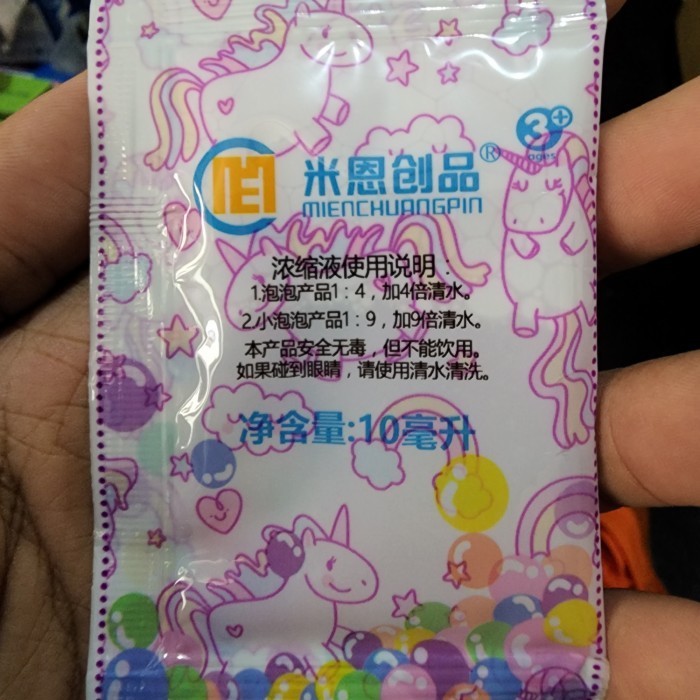 3+
ages
米恩创品®
MIENCHUANGPIN
浓缩液使用说明：
1.泡泡产品1：4，加4倍清水。
2.小泡泡产品1：9，加9倍清水。
本产品安全无毒，但不能饮用。
如果碰到眼睛，请使用清水清洗。
净含量:10毫升